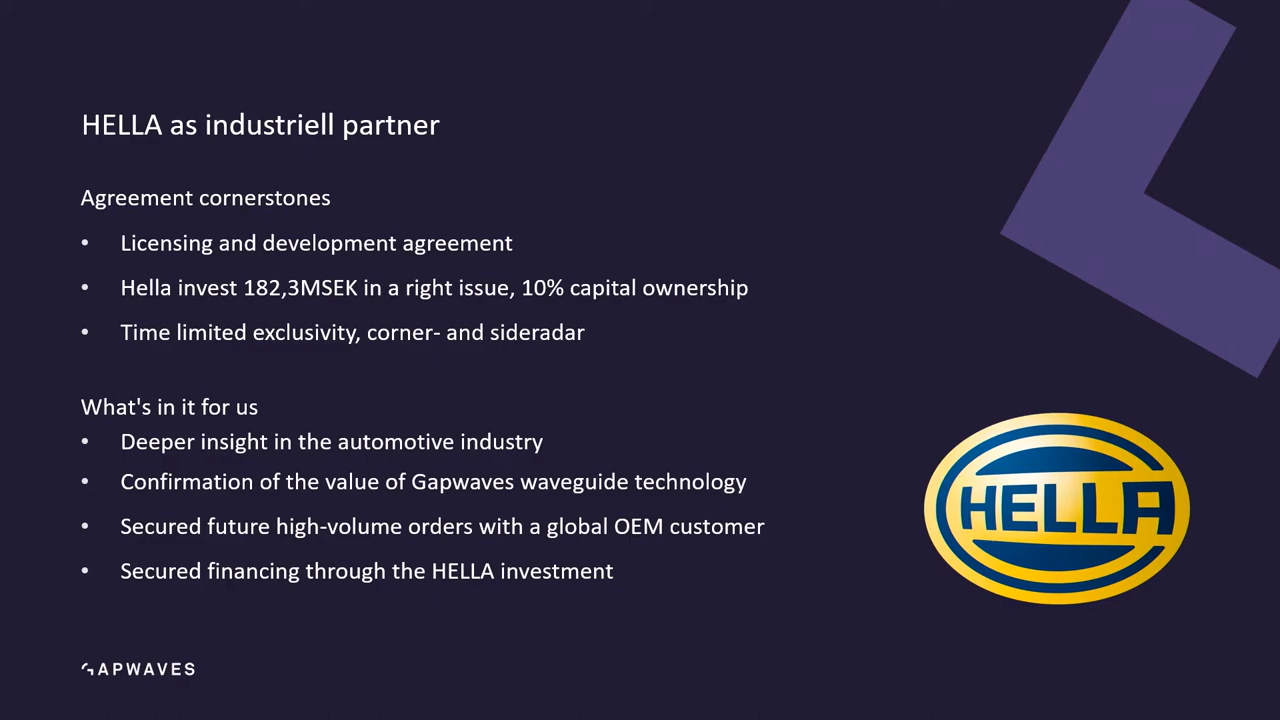 HELLA as industriell partner
Agreement cornerstones
• Licensing and development agreement
• Hella invest 182,3MSEK in a right issue, 10% capital ownership
• Time limited exclusivity, corner- and sideradar
What's in it for us
• Deeper insight in the automotive industry
• Confirmation of the value of Gapwaves waveguide technology
• Secured future high-volume orders with a global OEM customer
• Secured financing through the HELLA investment
HELLA
GAPWAVES